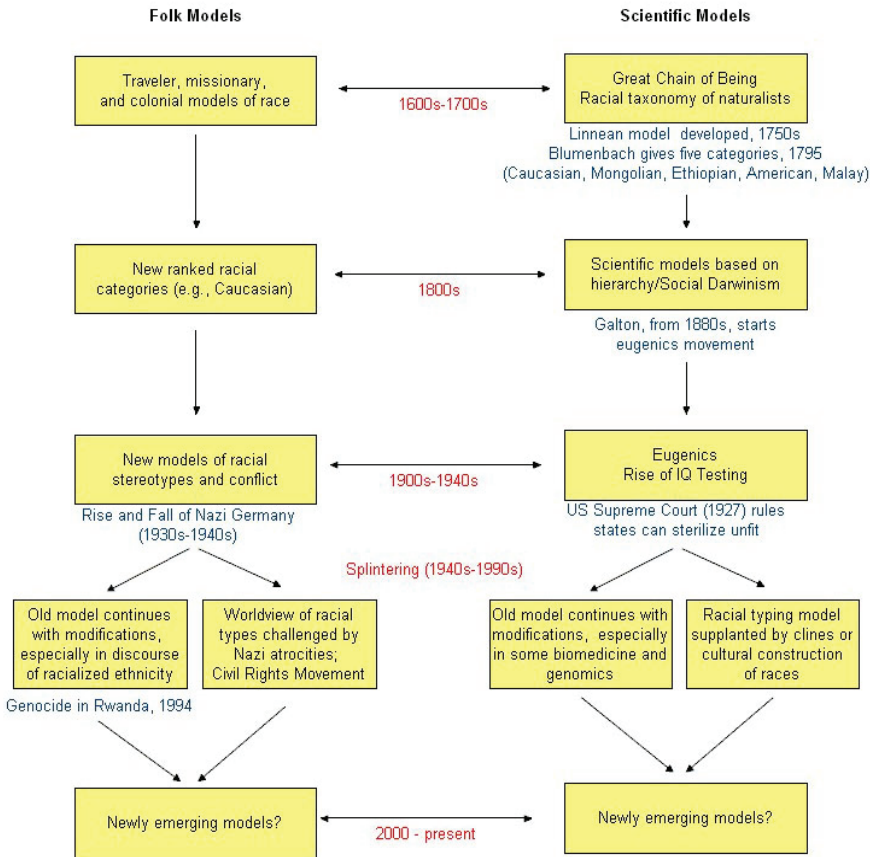 Folk Models
Scientific Models
Traveler, missionary,
and colonial models of race
1600s-1700s
Great Chain of Being
Racial taxonomy of naturalists
Linnean model developed, 1750s
Blumenbach gives five categories, 1795
(Caucasian, Mongolian, Ethiopian, American, Malay)
New ranked racial
categories (e.g., Caucasian)
1800s
Scientific models based on
hierarchy/Social Darwinism
Galton, from 1880s, starts
eugenics movement
New models of racial
stereotypes and conflict
1900s-1940s
Eugenics
Rise of IQ Testing
Rise and Fall of Nazi Germany
(1930s-1940s)
US Supreme Court (1927) rules
states can sterilize unfit
Splintering (1940s-1990s)
Old model continues
with modifications,
especially in discourse
of racialized ethnicity
Worldview of racial
types challenged by
Nazi atrocities;
Civil Rights Movement
Old model continues with
modifications, especially
in some biomedicine and
genomics
Racial typing model
supplanted by clines or
cultural construction
of races
Genocide in Rwanda, 1994
Newly emerging models?
2000 - present
Newly emerging models?